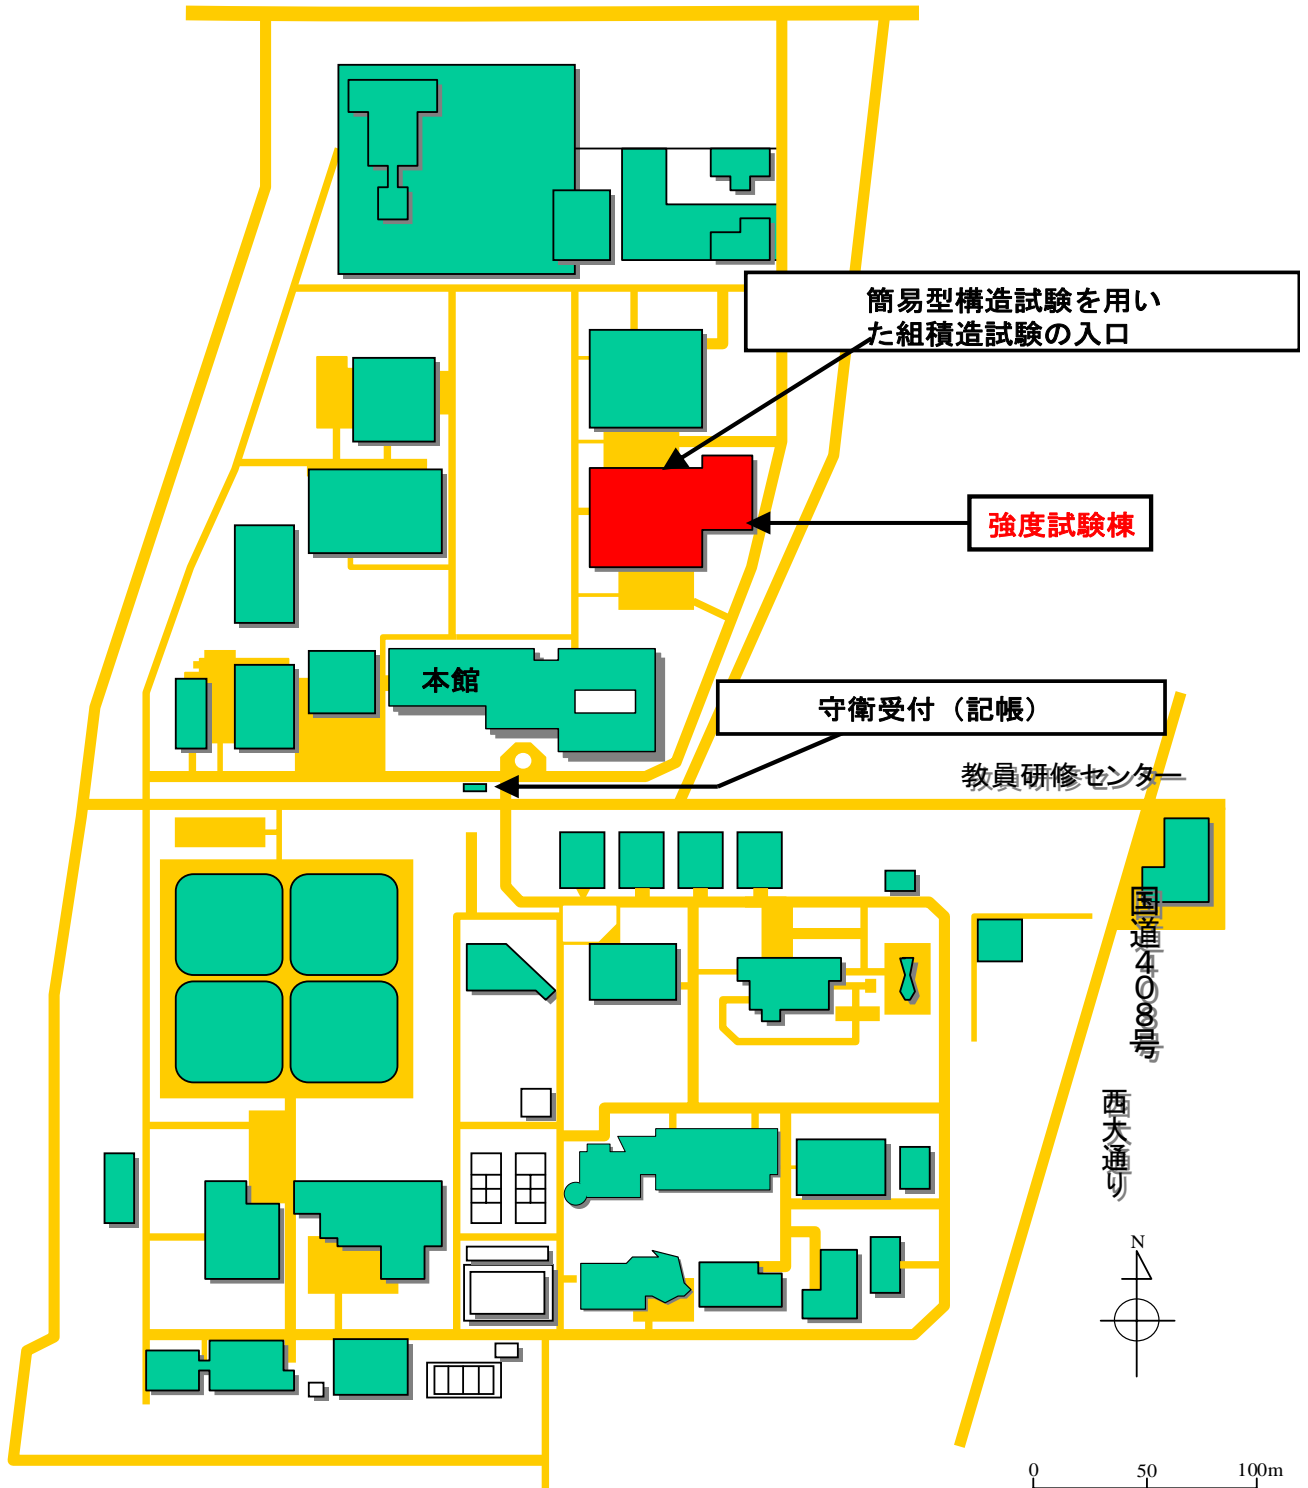 簡易型構造試験を用い
た組積造試験の入口
強度試験棟
本館
守衛受付（記帳）
教員研修センター
国道408号
西大通り
N
0 50 100m